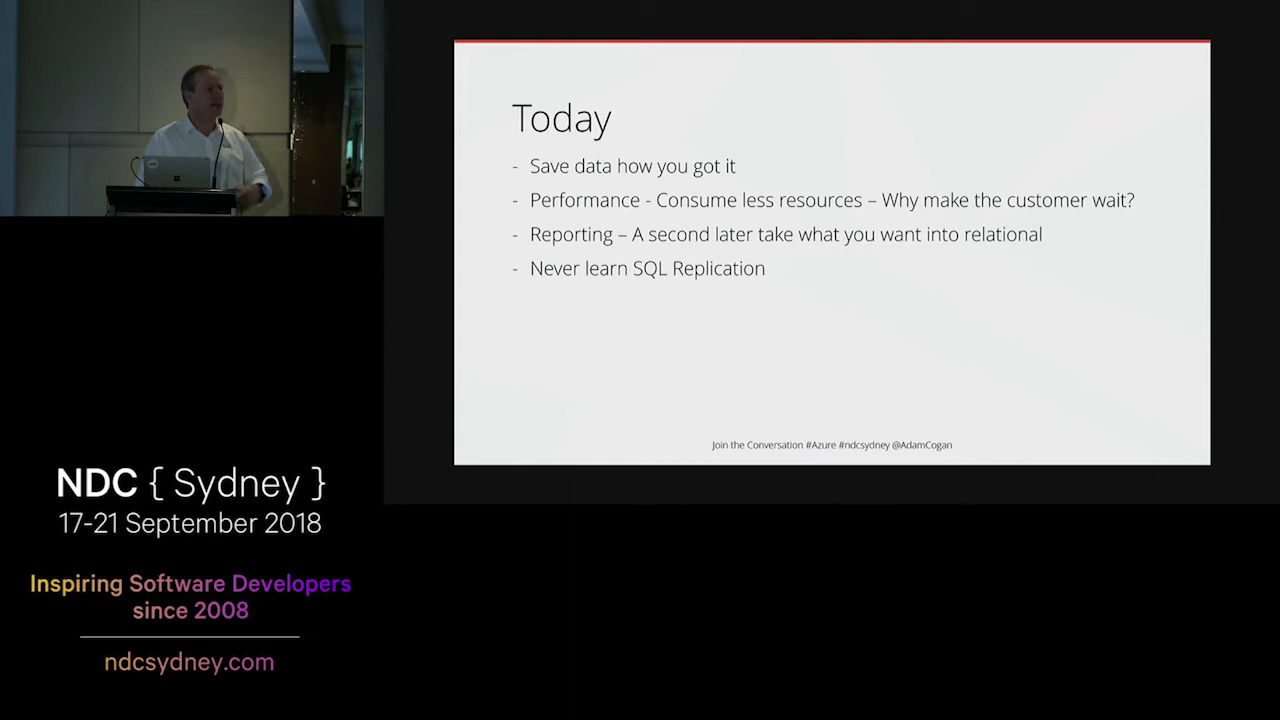 Today
- Save data how you got it
- Performance - Consume less resources – Why make the customer wait?
- Reporting – A second later take what you want into relational
- Never learn SQL Replication
Join the Conversation #Azure #ndcsydney @AdamCogan
NDC { Sydney }
17-21 September 2018
Inspiring Software Developers
since 2008
ndcsydney.com